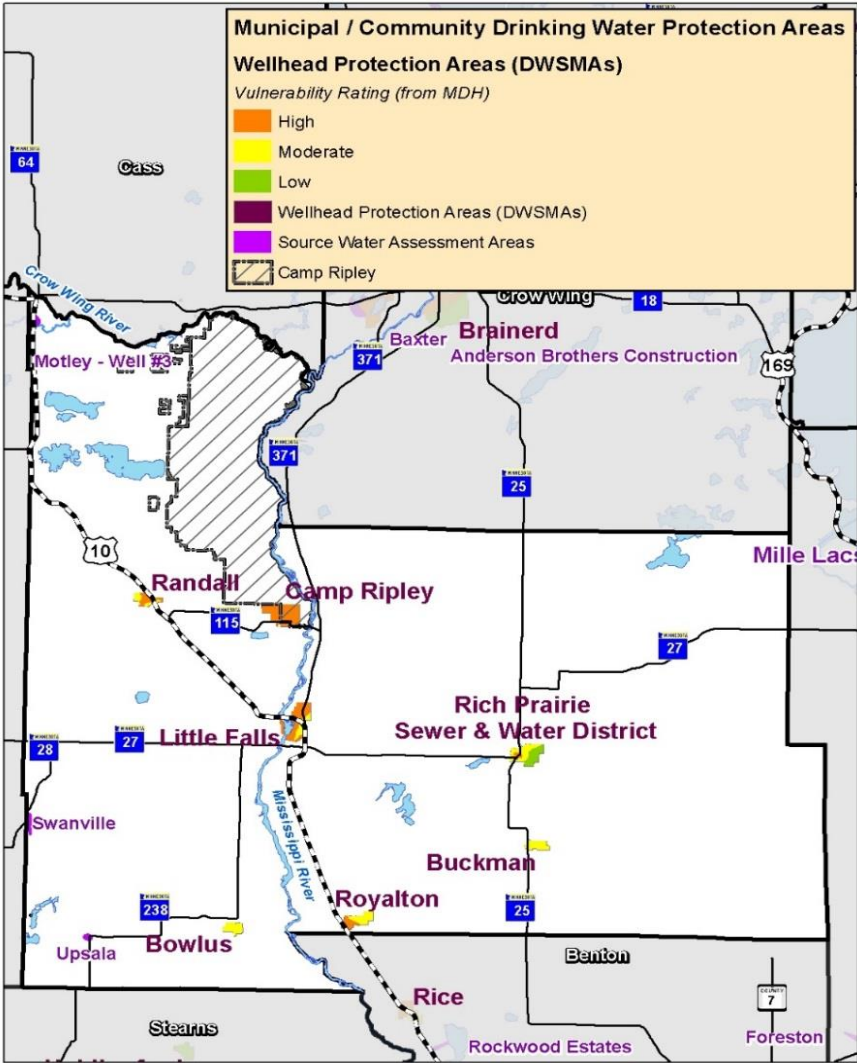 Municipal / Community Drinking Water Protection Areas
Wellhead Protection Areas (DWSMAs)
Vulnerability Rating (from MDH)
High
Moderate
Low
Wellhead Protection Areas (DWSMAs)
Source Water Assessment Areas
Camp Ripley
64
Cass
Crow Wing River
Crow Wing
18
Baxter
Brainerd
371
Anderson Brothers Construction
169
Motley - Well #3
371
25
10
Mille Lacs
Randall
Camp Ripley
115
27
Rich Prairie
Sewer & Water District
Little Falls
28
27
Mississippi River
Swanville
Buckman
238
Royalton
25
Bowlus
Upsala
Benton
Rice
COUNTY
7
Stearns
Rockwood Estates
Foreston